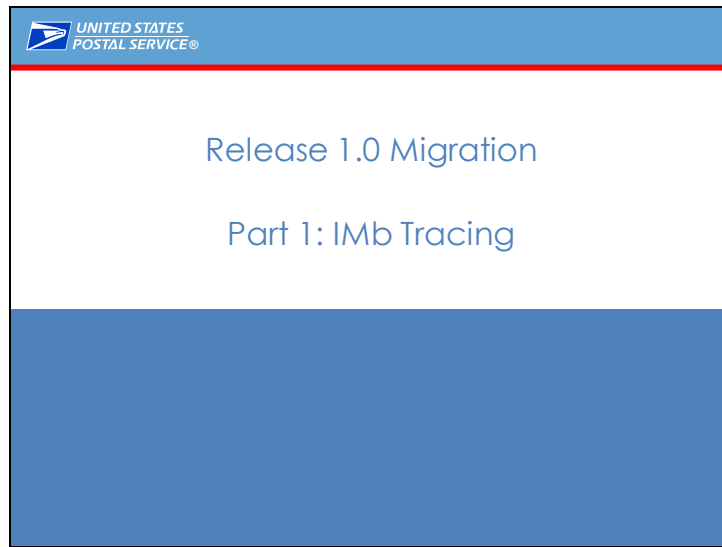 UNITED STATES
POSTAL SERVICE®
Release 1.0 Migration
Part 1: IMb Tracing